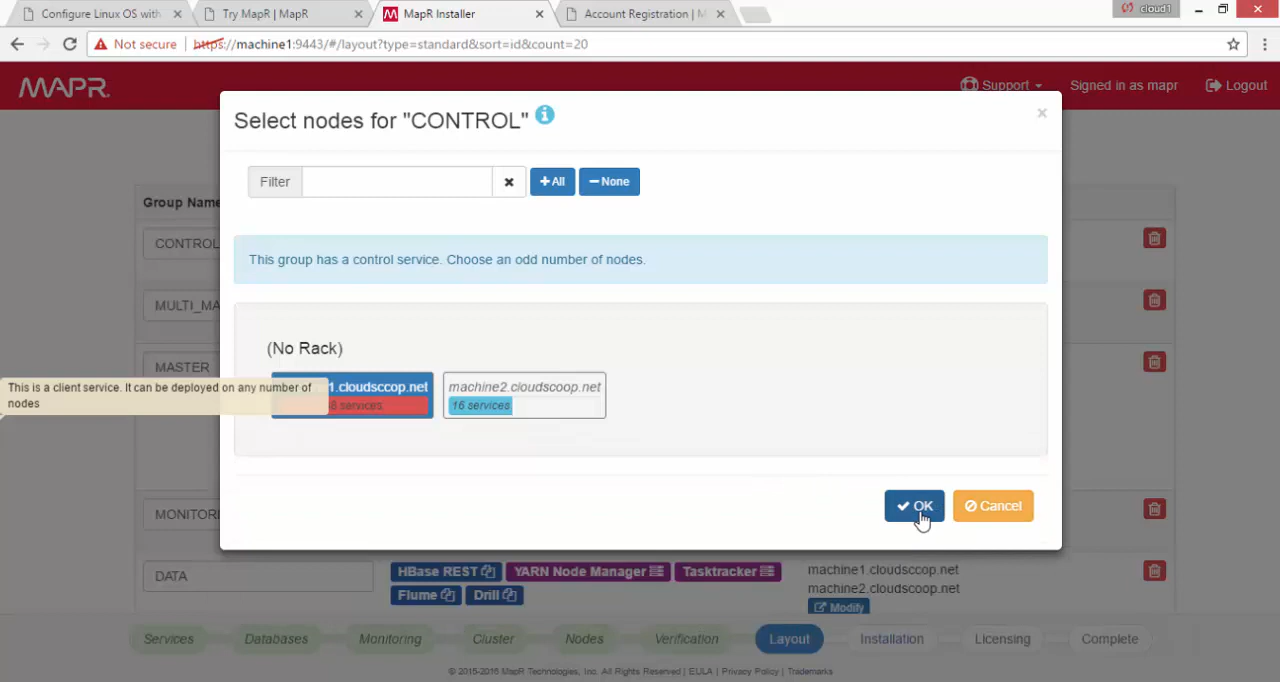 Configure Linux OS with
Try MapR | MapR
MapR Installer
Account Registration | M
cloud1
Not secure
https://machine1:9443/#/layout?type=standard&sort=id&count=20
MAPR.
Support
Signed in as mapr
Logout
Select nodes for "CONTROL"
Filter
All
None
This group has a control service. Choose an odd number of nodes.
(No Rack)
1.cloudsccop.net
machine2.cloudscoop.net
services
16 services
This is a client service. It can be deployed on any number of
nodes
OK
Cancel
Group Name
CONTROL
MULTI_MA
MASTER
MONITORI
DATA
HBase REST
YARN Node Manager
Tasktracker
Flume
Drill
machine1.cloudsccop.net
machine2.cloudscoop.net
Modify
Services
Databases
Monitoring
Cluster
Nodes
Verification
Layout
Installation
Licensing
Complete
© 2015-2016 MapR Technologies, Inc. All Rights Reserved | EULA | Privacy Policy | Trademarks